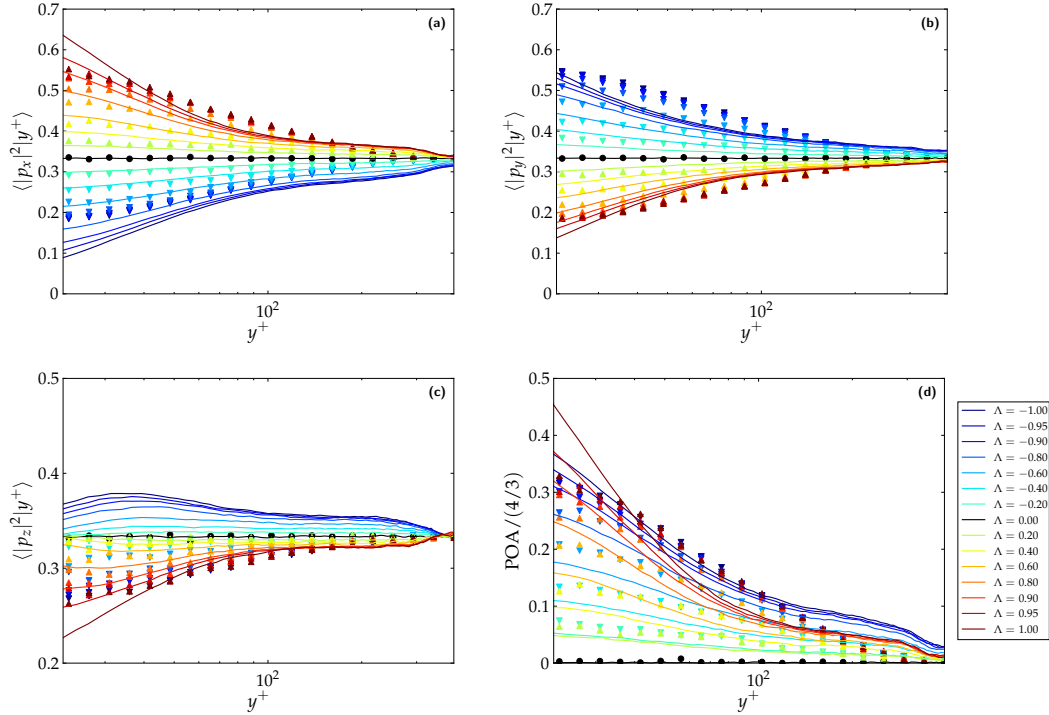 (a)
0.7
0.6
0.5
0.4
0.3
0.2
0.1
0
⟨|p_x|^2|y^+⟩
10^2
y^+
(b)
0.7
0.6
0.5
0.4
0.3
0.2
0.1
0
⟨|p_y|^2|y^+⟩
10^2
y^+
(c)
0.5
0.4
0.3
0.2
⟨|p_z|^2|y^+⟩
10^2
y^+
(d)
0.5
0.4
0.3
0.2
0.1
0
POA/(4/3)
10^2
y^+
Λ = −1.00
Λ = −0.95
Λ = −0.90
Λ = −0.80
Λ = −0.60
Λ = −0.40
Λ = −0.20
Λ = 0.00
Λ = 0.20
Λ = 0.40
Λ = 0.60
Λ = 0.80
Λ = 0.90
Λ = 0.95
Λ = 1.00